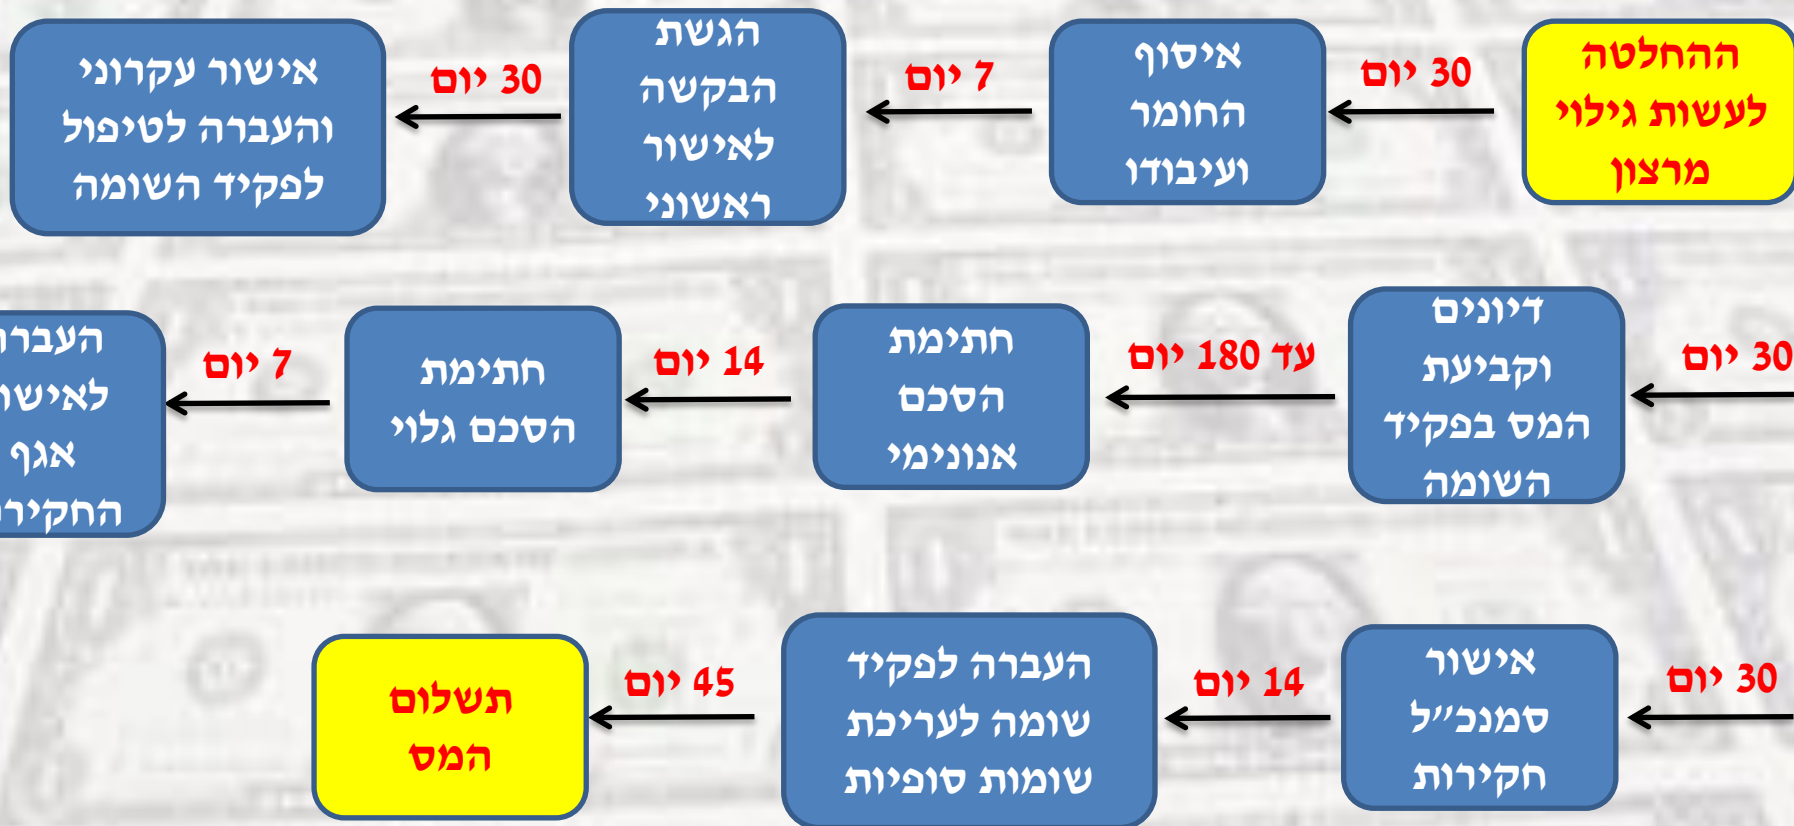 ההחלטה
לעשות גילוי
מרצון
30 יום
איסוף
החומר
ועיבודו
7 יום
הגשת
הבקשה
לאישור
ראשוני
30 יום
אישור עקרוני
והעברה לטיפול
לפקיד השומה
30 יום
דיונים
וקביעת
המס בפקיד
השומה
עד 180 יום
חתימת
הסכם
אנונימי
14 יום
חתימת
הסכם גלוי
7 יום
אגף
30 יום
אישור
סמנכ"ל
חקירות
14 יום
העברה לפקיד
שומה לעריכת
שומות סופיות
45 יום
תשלום
המס